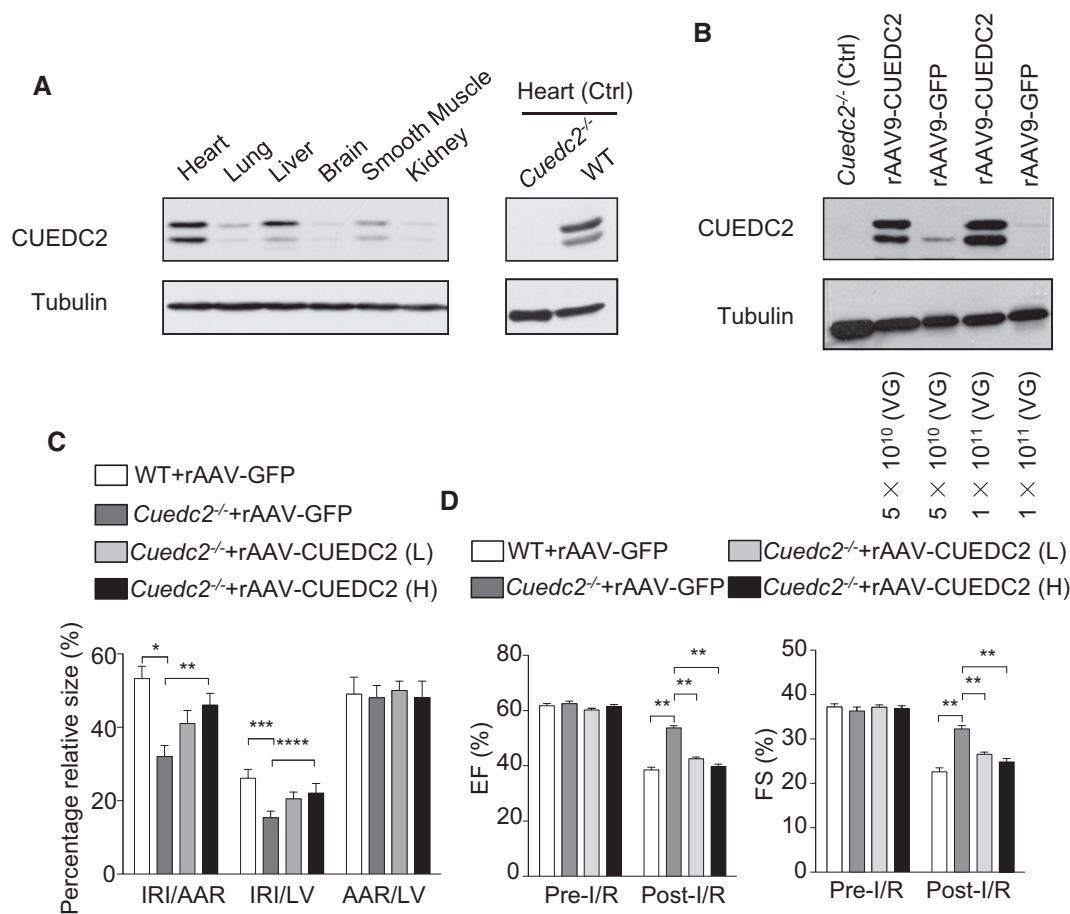 A
Heart
Lung
Liver
Brain
Smooth Muscle
Kidney
Heart (Ctrl)
Cuedc2-/-
WT
CUEDC2
Tubulin
B
Cuedc2-/- (Ctrl)
rAAV9-CUEDC2
rAAV9-GFP
rAAV9-CUEDC2
rAAV9-GFP
CUEDC2
Tubulin
5 × 10^10 (VG)
5 × 10^10 (VG)
1 × 10^11 (VG)
1 × 10^11 (VG)
C
WT+rAAV-GFP
Cuedc2-/-+rAAV-GFP
Cuedc2-/-+rAAV-CUEDC2 (L)
Cuedc2-/-+rAAV-CUEDC2 (H)
Percentage relative size (%)
60
40
20
0
*
**
***
****
IRI/AAR
IRI/LV
AAR/LV
D
WT+rAAV-GFP
Cuedc2-/-+rAAV-GFP
Cuedc2-/-+rAAV-CUEDC2 (L)
Cuedc2-/-+rAAV-CUEDC2 (H)
EF (%)
80
60
40
20
0
**
**
**
Pre-I/R
Post-I/R
FS (%)
50
40
30
20
10
0
**
**
**
Pre-I/R
Post-I/R